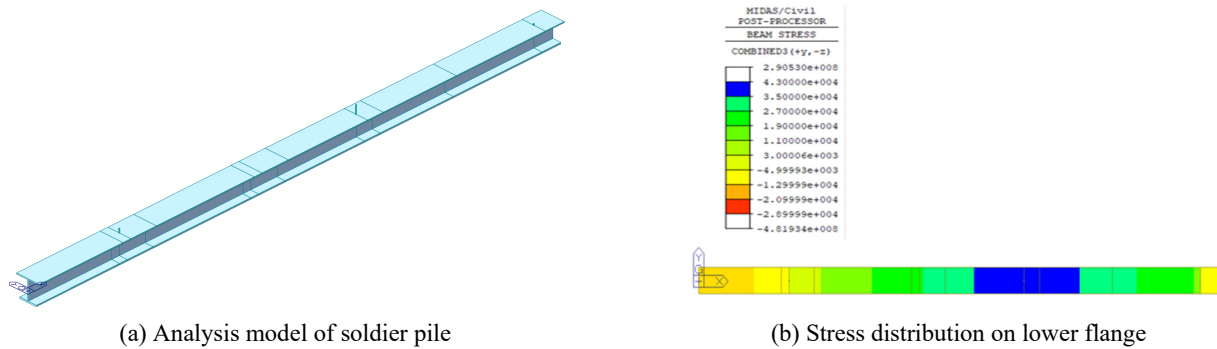 MIDAS/Civil
POST-PROCESSOR
BEAM STRESS
COMBINED3(+y,-z)
2.90530e+008
4.30000e+004
3.50000e+004
2.70000e+004
1.90000e+004
1.10000e+004
3.00006e+003
-4.99993e+003
-1.29999e+004
-2.09999e+004
-2.89999e+004
-4.81934e+008
Y
X
(a) Analysis model of soldier pile
(b) Stress distribution on lower flange